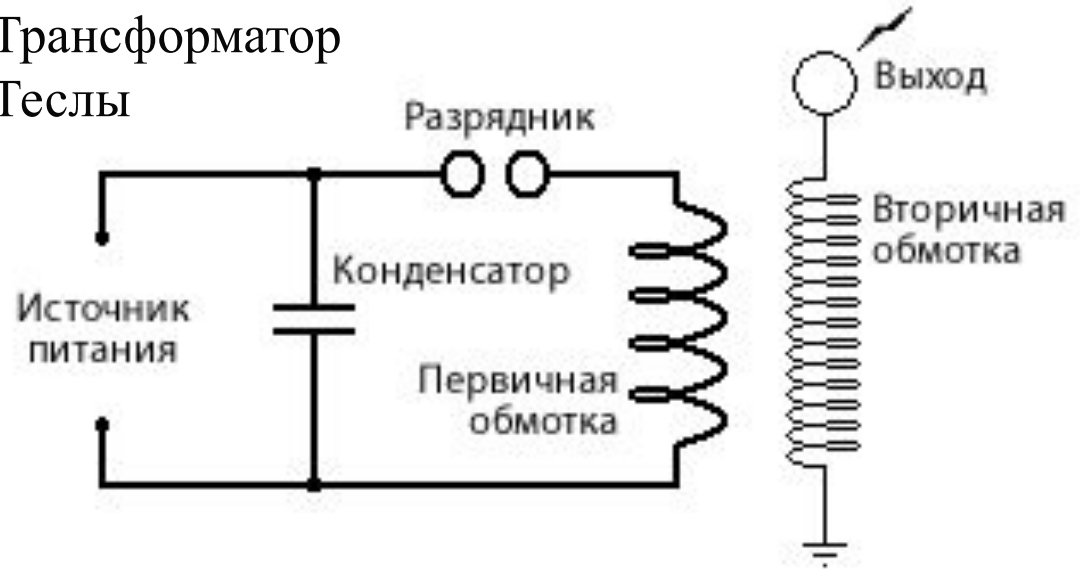 Трансформатор
Теслы
Разрядник
Выход
Вторичная
обмотка
Конденсатор
Источник
питания
Первичная
обмотка